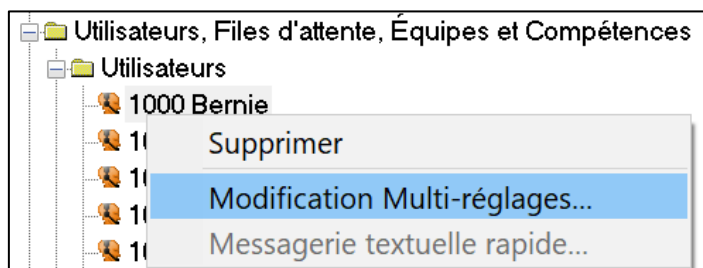 Utilisateurs, Files d'attente, Équipes et Compétences
Utilisateurs
1000 Bernie
Supprimer
Modification Multi-réglages...
Messagerie textuelle rapide...